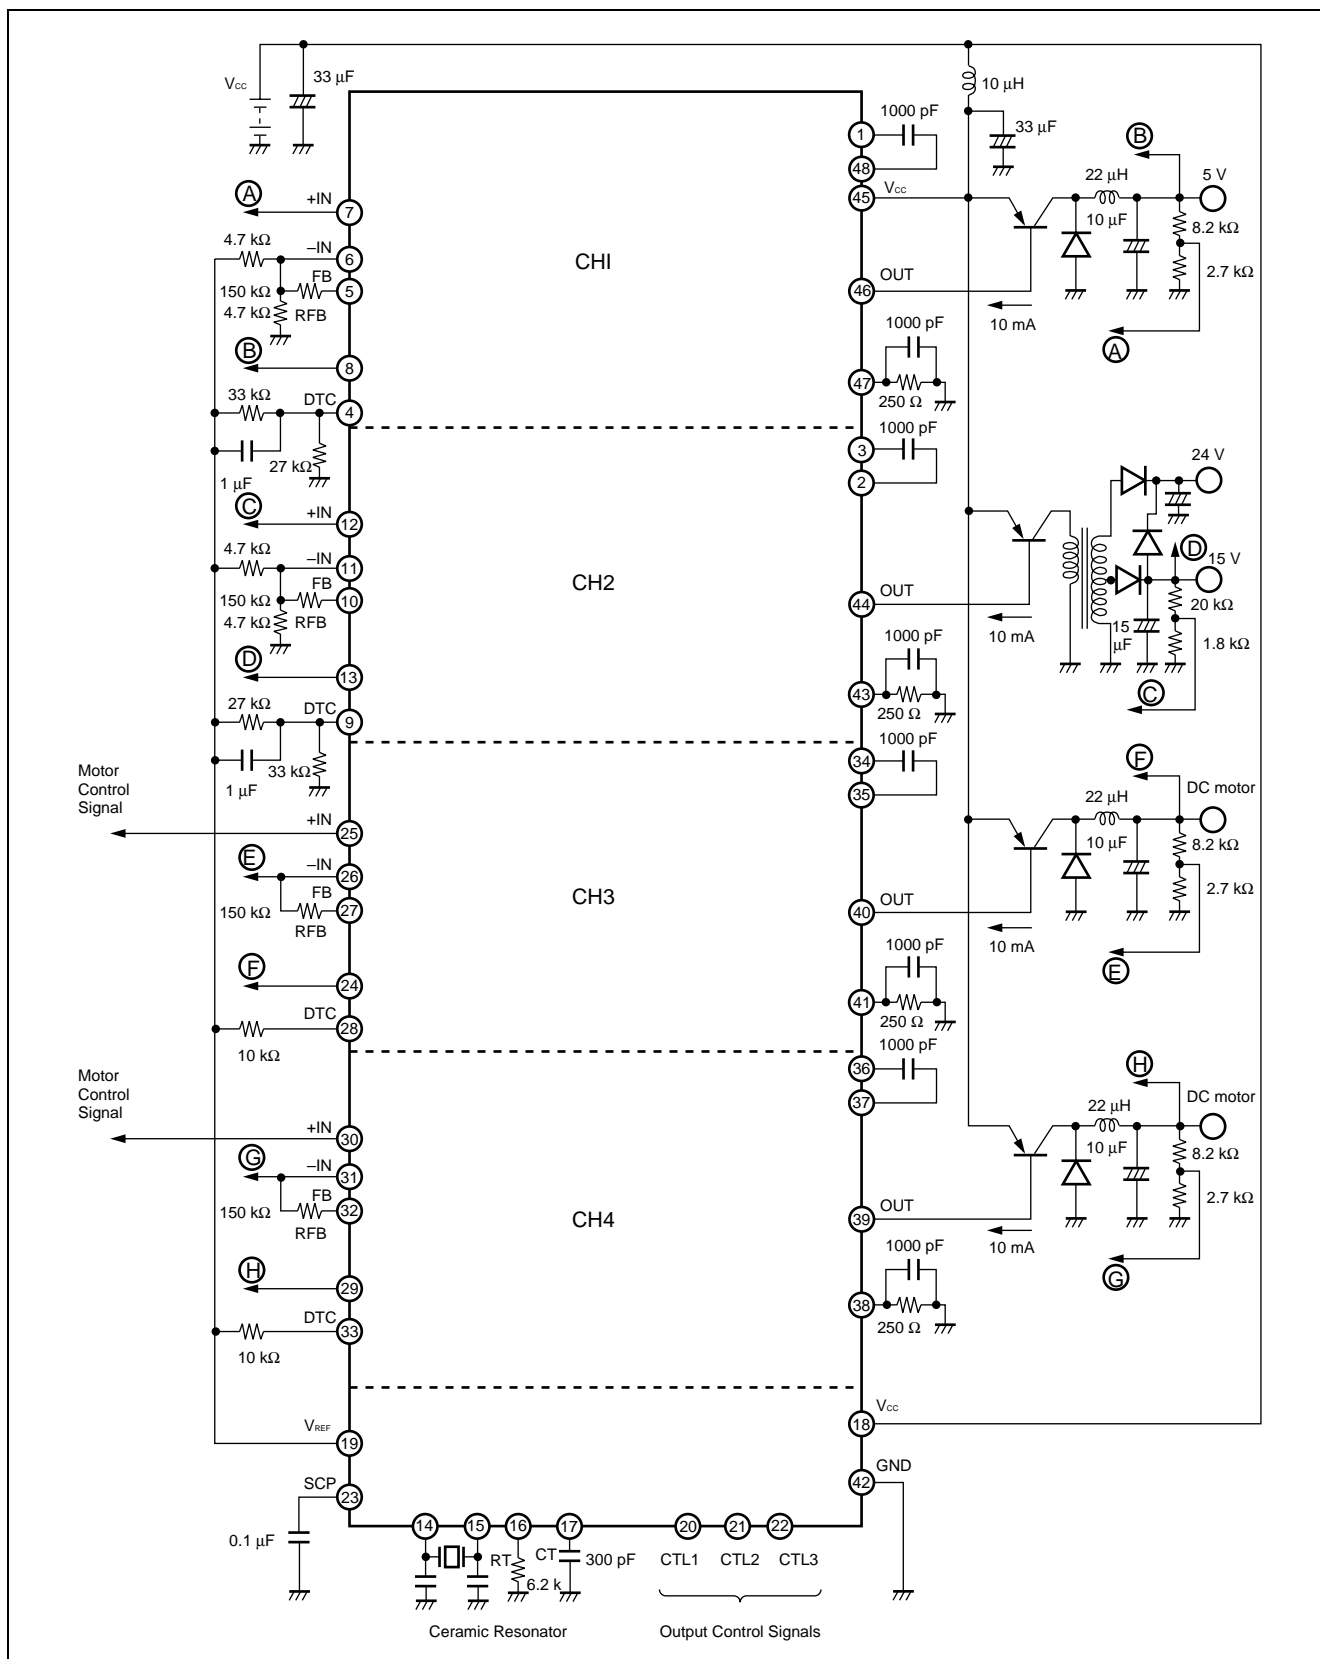 VCC
33 μF
10 μH
33 μF
1000 pF
1
48
45
VCC
B
22 μH
5 V
10 μF
8.2 kΩ
2.7 kΩ
A
+IN
7
4.7 kΩ
–IN
6
FB
150 kΩ
5
4.7 kΩ
RFB
CHI
OUT
46
10 mA
A
B
8
1000 pF
47
250 Ω
33 kΩ
DTC
4
27 kΩ
1 μF
1000 pF
3
2
24 V
C
+IN
12
4.7 kΩ
–IN
11
FB
150 kΩ
10
4.7 kΩ
RFB
CH2
OUT
44
10 mA
D
15 V
20 kΩ
15
μF
1.8 kΩ
C
D
13
1000 pF
43
250 Ω
27 kΩ
DTC
9
33 kΩ
1 μF
1000 pF
34
35
Motor
Control
Signal
+IN
25
E
–IN
26
FB
150 kΩ
27
RFB
CH3
OUT
40
10 mA
F
22 μH
DC motor
10 μF
8.2 kΩ
2.7 kΩ
E
F
24
1000 pF
41
250 Ω
DTC
28
10 kΩ
1000 pF
36
37
Motor
Control
Signal
+IN
30
G
–IN
31
FB
150 kΩ
32
RFB
CH4
OUT
39
10 mA
H
22 μH
DC motor
10 μF
8.2 kΩ
2.7 kΩ
G
H
29
1000 pF
38
250 Ω
DTC
33
10 kΩ
VREF
19
VCC
18
SCP
23
GND
42
0.1 μF
14
15
16
17
20
21
22
RT
6.2 k
CT
300 pF
CTL1
CTL2
CTL3
Ceramic Resonator
Output Control Signals